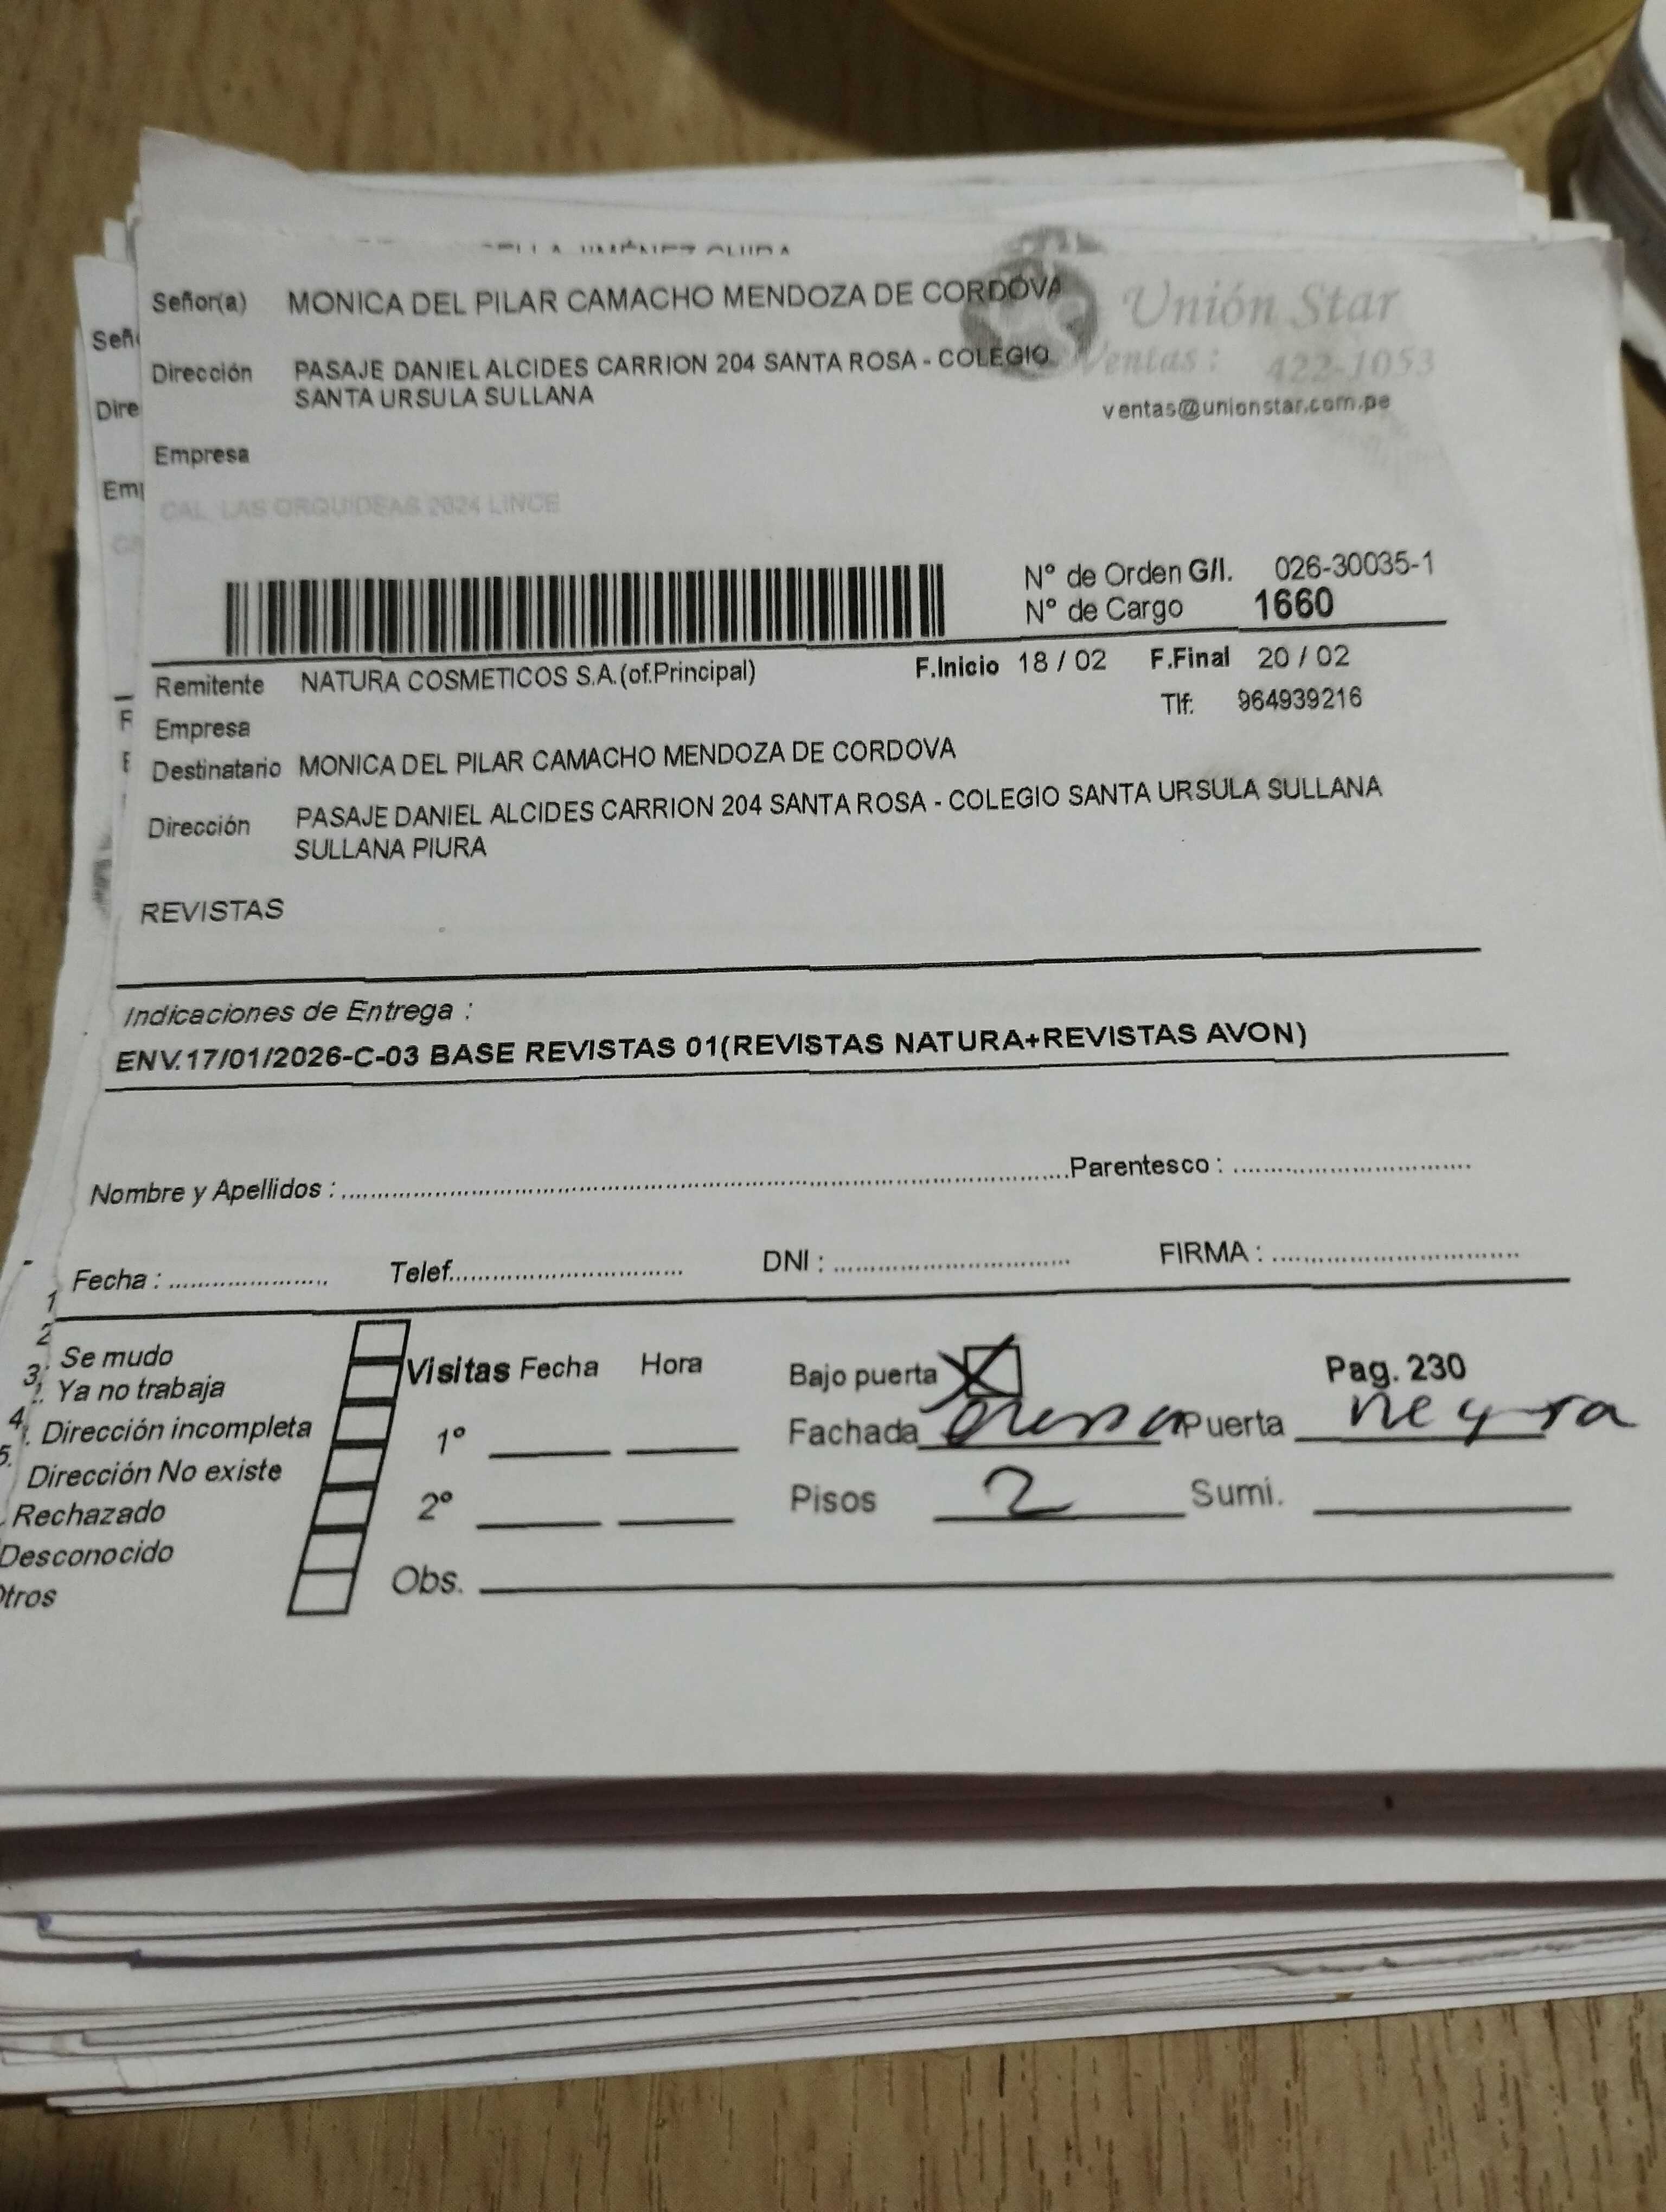 Señor(a) MONICA DEL PILAR CAMACHO MENDOZA DE CORDOVA
Unión Star
Ventas: 422-1053
Dirección PASAJE DANIEL ALCIDES CARRION 204 SANTA ROSA - COLEGIO
SANTA URSULA SULLANA
ventas@unionstar.com.pe
Empresa
CAL. LAS ORQUIDEAS 2624 LINCE
N° de Orden G/I. 026-30035-1
N° de Cargo 1660
Remitente NATURA COSMETICOS S.A.(of.Principal) F.Inicio 18 / 02 F.Final 20 / 02
Empresa Tlf: 964939216
Destinatario MONICA DEL PILAR CAMACHO MENDOZA DE CORDOVA
Dirección PASAJE DANIEL ALCIDES CARRION 204 SANTA ROSA - COLEGIO SANTA URSULA SULLANA
SULLANA PIURA
REVISTAS
Indicaciones de Entrega :
ENV.17/01/2026-C-03 BASE REVISTAS 01(REVISTAS NATURA+REVISTAS AVON)
Nombre y Apellidos : Parentesco :
Fecha : Telef. DNI : FIRMA :
Se mudo
Ya no trabaja
Dirección incompleta
Dirección No existe
Rechazado
Desconocido
Otros
Visitas Fecha Hora
1°
2°
Obs.
Bajo puerta X Pag. 230
Fachada Puerta negra
Pisos 2 Sumi.